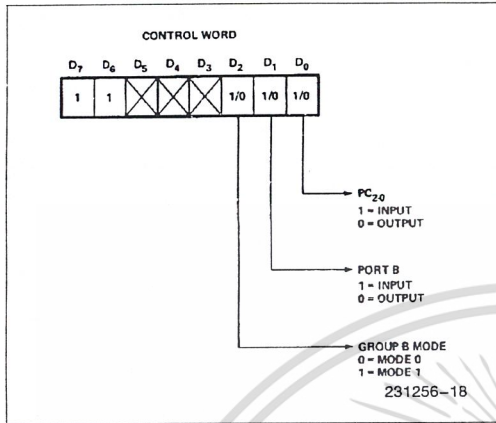 CONTROL WORD
D7 D6 D5 D4 D3 D2 D1 D0
1 1 1/0 1/0 1/0
PC2-0
1 = INPUT
0 = OUTPUT
PORT B
1 = INPUT
0 = OUTPUT
GROUP B MODE
0 = MODE 0
1 = MODE 1
231256-18